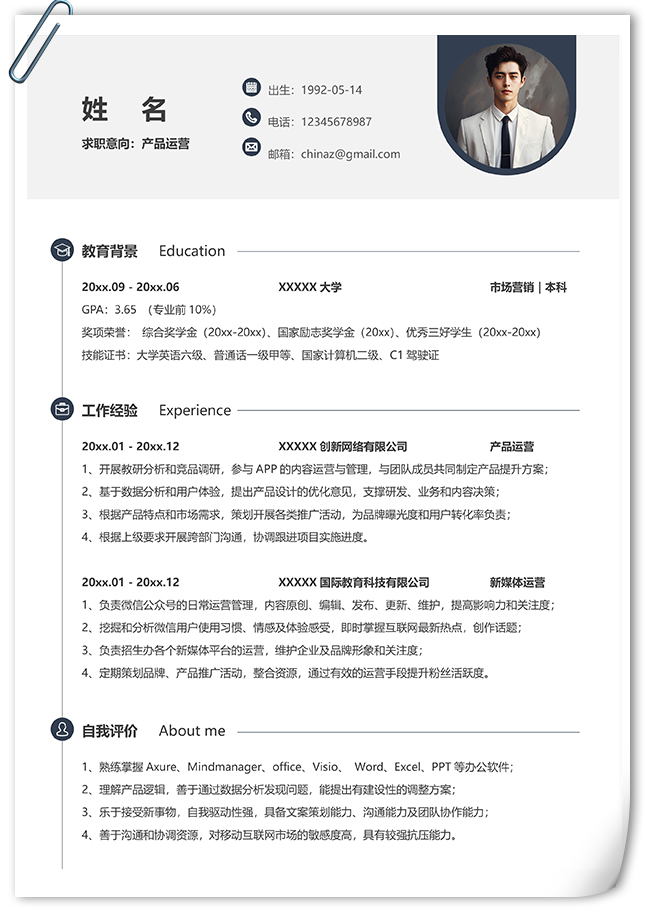 姓 名
求职意向：产品运营
出生：1992-05-14
电话：12345678987
邮箱：chinaz@gmail.com
教育背景 Education
20xx.09 - 20xx.06 XXXXX 大学 市场营销｜本科
GPA：3.65 （专业前 10%）
奖项荣誉： 综合奖学金（20xx-20xx）、国家励志奖学金（20xx）、优秀三好学生（20xx-20xx）
技能证书：大学英语六级、普通话一级甲等、国家计算机二级、C1 驾驶证
工作经验 Experience
20xx.01 - 20xx.12 XXXXX 创新网络有限公司 产品运营
1、开展教研分析和竞品调研，参与 APP 的内容运营与管理，与团队成员共同制定产品提升方案；
2、基于数据分析和用户体验，提出产品设计的优化意见，支撑研发、业务和内容决策；
3、根据产品特点和市场需求，策划开展各类推广活动，为品牌曝光度和用户转化率负责；
4、根据上级要求开展跨部门沟通，协调跟进项目实施进度。
20xx.01 - 20xx.12 XXXXX 国际教育科技有限公司 新媒体运营
1、负责微信公众号的日常运营管理，内容原创、编辑、发布、更新、维护，提高影响力和关注度；
2、挖掘和分析微信用户使用习惯、情感及体验感受，即时掌握互联网最新热点，创作话题；
3、负责招生办各个新媒体平台的运营，维护企业及品牌形象和关注度；
4、定期策划品牌、产品推广活动，整合资源，通过有效的运营手段提升粉丝活跃度。
自我评价 About me
1、熟练掌握 Axure、Mindmanager、office、Visio、 Word、Excel、PPT 等办公软件；
2、理解产品逻辑，善于通过数据分析发现问题，能提出有建设性的调整方案；
3、乐于接受新事物，自我驱动性强，具备文案策划能力、沟通能力及团队协作能力；
4、善于沟通和协调资源，对移动互联网市场的敏感度高，具有较强抗压能力。